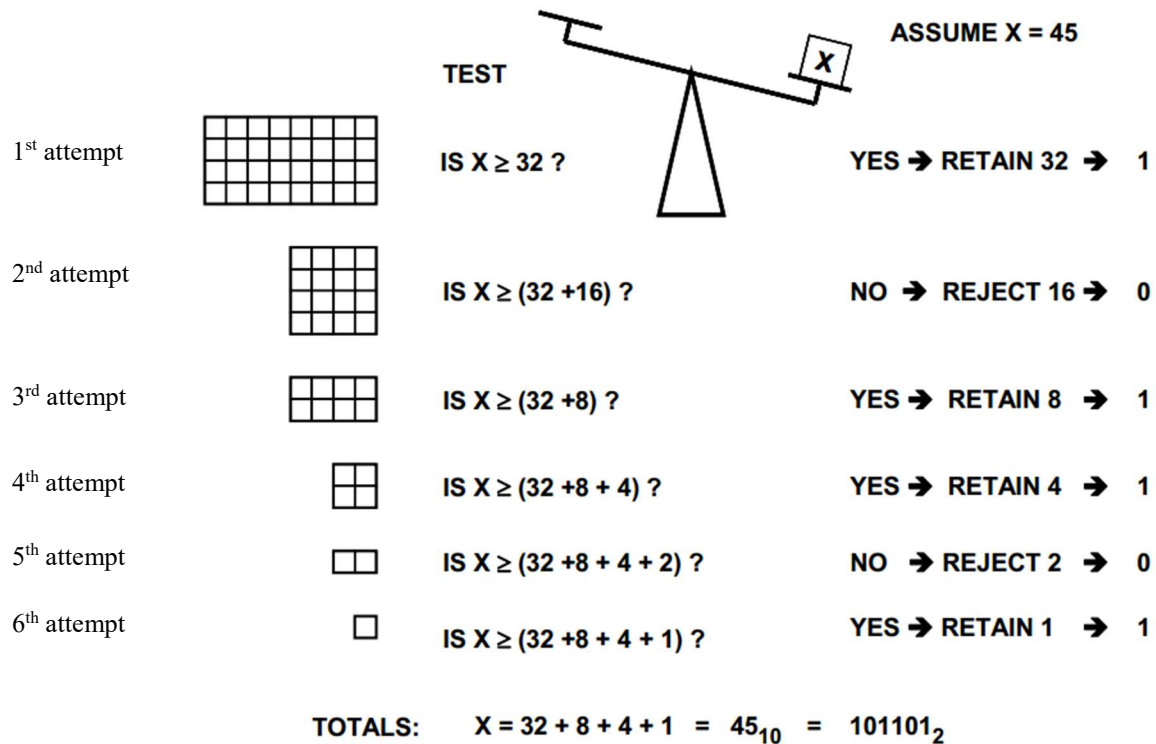 ASSUME X = 45
X
TEST
1st attempt IS X ≥ 32 ? YES → RETAIN 32 → 1
2nd attempt IS X ≥ (32 +16) ? NO → REJECT 16 → 0
3rd attempt IS X ≥ (32 +8) ? YES → RETAIN 8 → 1
4th attempt IS X ≥ (32 +8 + 4) ? YES → RETAIN 4 → 1
5th attempt IS X ≥ (32 +8 + 4 + 2) ? NO → REJECT 2 → 0
6th attempt IS X ≥ (32 +8 + 4 + 1) ? YES → RETAIN 1 → 1
TOTALS: X = 32 + 8 + 4 + 1 = 45₁₀ = 101101₂